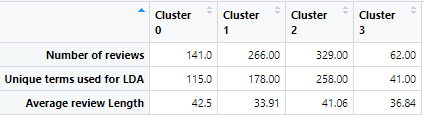 Cluster 0 Cluster 1 Cluster 2 Cluster 3
Number of reviews 141.0 266.00 329.00 62.00
Unique terms used for LDA 115.0 178.00 258.00 41.00
Average review Length 42.5 33.91 41.06 36.84